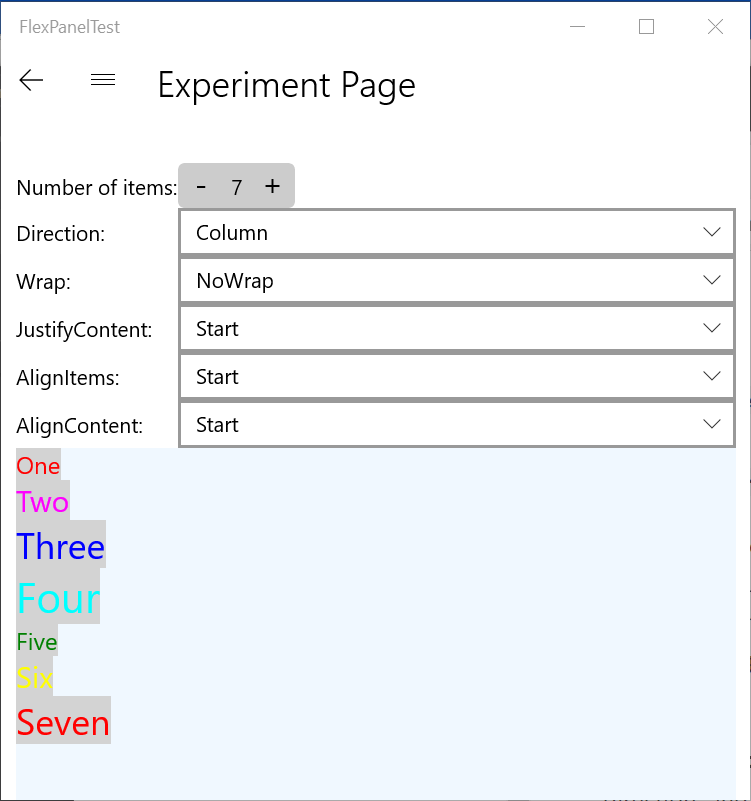 FlexPanelTest
Experiment Page
Number of items: - 7 +
Direction: Column
Wrap: NoWrap
JustifyContent: Start
AlignItems: Start
AlignContent: Start
One
Two
Three
Four
Five
Six
Seven